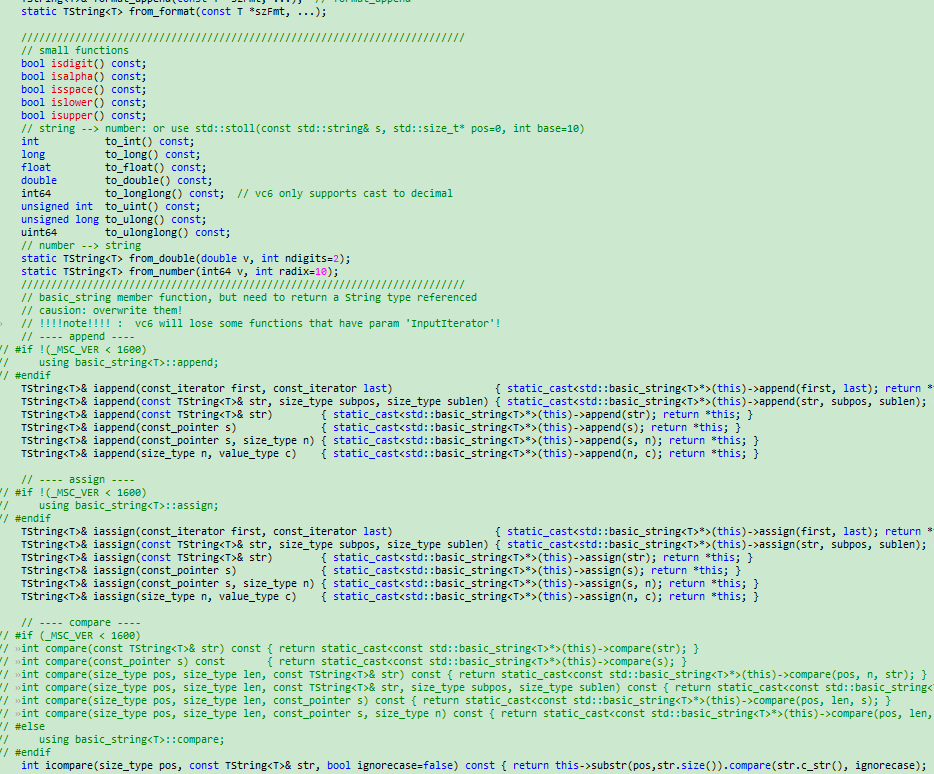 TString<T>& format_append(const T *szFmt, ...); // format_append
static TString<T> from_format(const T *szFmt, ...);
//////////////////////////////////////////////////////////////////////////
// small functions
bool isdigit() const;
bool isalpha() const;
bool isspace() const;
bool islower() const;
bool isupper() const;
// string --> number: or use std::stoll(const std::string& s, std::size_t* pos=0, int base=10)
int to_int() const;
long to_long() const;
float to_float() const;
double to_double() const;
int64 to_longlong() const; // vc6 only supports cast to decimal
unsigned int to_uint() const;
unsigned long to_ulong() const;
uint64 to_ulonglong() const;
// number --> string
static TString<T> from_double(double v, int ndigits=2);
static TString<T> from_number(int64 v, int radix=10);
//////////////////////////////////////////////////////////////////////////
// basic_string member function, but need to return a String type referenced
// causion: overwrite them!
» // !!!!note!!!! : vc6 will lose some functions that have param 'InputIterator'!
// ---- append ----
// #if !(_MSC_VER < 1600)
// using basic_string<T>::append;
// #endif
TString<T>& iappend(const_iterator first, const_iterator last) { static_cast<std::basic_string<T>*>(this)->append(first, last); return *
TString<T>& iappend(const TString<T>& str, size_type subpos, size_type sublen) { static_cast<std::basic_string<T>*>(this)->append(str, subpos, sublen);
TString<T>& iappend(const TString<T>& str) { static_cast<std::basic_string<T>*>(this)->append(str); return *this; }
TString<T>& iappend(const_pointer s) { static_cast<std::basic_string<T>*>(this)->append(s); return *this; }
TString<T>& iappend(const_pointer s, size_type n) { static_cast<std::basic_string<T>*>(this)->append(s, n); return *this; }
TString<T>& iappend(size_type n, value_type c) { static_cast<std::basic_string<T>*>(this)->append(n, c); return *this; }
// ---- assign ----
// #if !(_MSC_VER < 1600)
// using basic_string<T>::assign;
// #endif
TString<T>& iassign(const_iterator first, const_iterator last) { static_cast<std::basic_string<T>*>(this)->assign(first, last); return *
TString<T>& iassign(const TString<T>& str, size_type subpos, size_type sublen) { static_cast<std::basic_string<T>*>(this)->assign(str, subpos, sublen);
TString<T>& iassign(const TString<T>& str) { static_cast<std::basic_string<T>*>(this)->assign(str); return *this; }
TString<T>& iassign(const_pointer s) { static_cast<std::basic_string<T>*>(this)->assign(s); return *this; }
TString<T>& iassign(const_pointer s, size_type n) { static_cast<std::basic_string<T>*>(this)->assign(s, n); return *this; }
TString<T>& iassign(size_type n, value_type c) { static_cast<std::basic_string<T>*>(this)->assign(n, c); return *this; }
// ---- compare ----
// #if (_MSC_VER < 1600)
// »int compare(const TString<T>& str) const { return static_cast<const std::basic_string<T>*>(this)->compare(str); }
// »int compare(const_pointer s) const { return static_cast<const std::basic_string<T>*>(this)->compare(s); }
// »int compare(size_type pos, size_type len, const TString<T>& str) const { return static_cast<const std::basic_string<T>*>(this)->compare(pos, n, str); }
// »int compare(size_type pos, size_type len, const TString<T>& str, size_type subpos, size_type sublen) const { return static_cast<const std::basic_string<
// »int compare(size_type pos, size_type len, const_pointer s) const { return static_cast<const std::basic_string<T>*>(this)->compare(pos, len, s); }
// »int compare(size_type pos, size_type len, const_pointer s, size_type n) const { return static_cast<const std::basic_string<T>*>(this)->compare(pos, len,
// #else
// using basic_string<T>::compare;
// #endif
int icompare(size_type pos, const TString<T>& str, bool ignorecase=false) const { return this->substr(pos,str.size()).compare(str.c_str(), ignorecase);